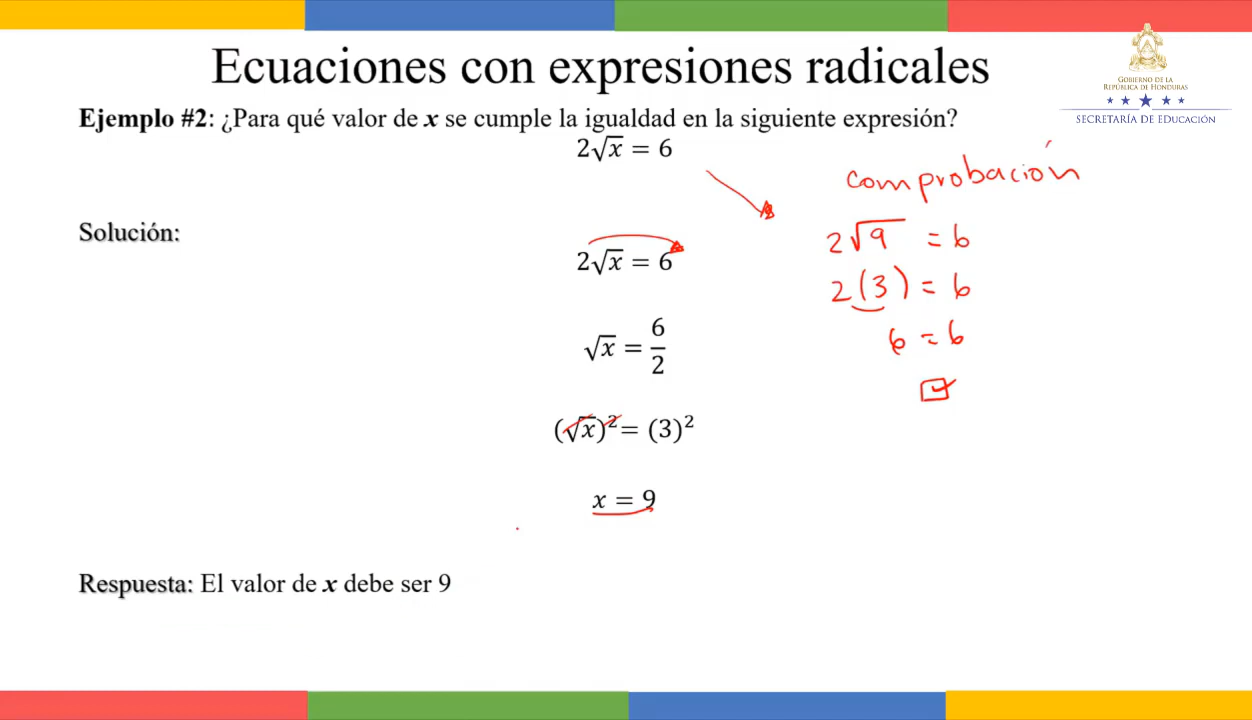 Ecuaciones con expresiones radicales
GOBIERNO DE LA
REPÚBLICA DE HONDURAS
SECRETARÍA DE EDUCACIÓN
Ejemplo #2: ¿Para qué valor de x se cumple la igualdad en la siguiente expresión?
2√x = 6
Solución:
2√x = 6
√x = 6/2
(√x)² = (3)²
x = 9
Respuesta: El valor de x debe ser 9
comprobación
2√9 = 6
2(3) = 6
6 = 6